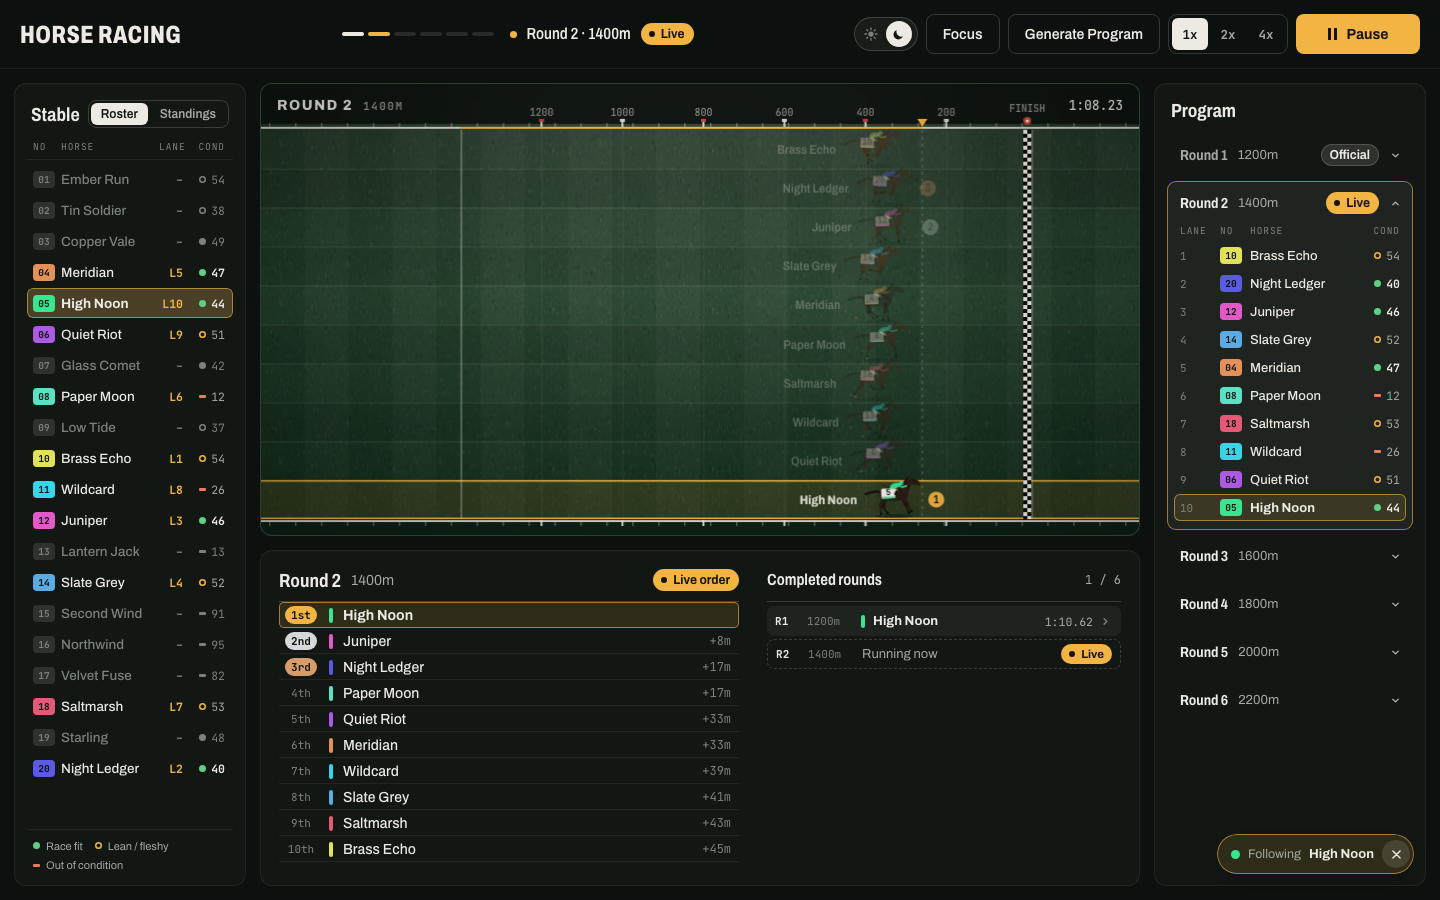 HORSE RACING
Round 2 · 1400m
Live
Focus
Generate Program
1x
2x
4x
Pause
Stable
Roster
Standings
NO HORSE LANE COND
01 Ember Run – 54
02 Tin Soldier – 38
03 Copper Vale – 49
04 Meridian L5 47
05 High Noon L10 44
06 Quiet Riot L9 51
07 Glass Comet – 42
08 Paper Moon L6 12
09 Low Tide – 37
10 Brass Echo L1 54
11 Wildcard L8 26
12 Juniper L3 46
13 Lantern Jack – 13
14 Slate Grey L4 52
15 Second Wind – 91
16 Northwind – 95
17 Velvet Fuse – 82
18 Saltmarsh L7 53
19 Starling – 48
20 Night Ledger L2 40
Race fit
Lean / fleshy
Out of condition
ROUND 2 1400M
1200 1000 800 600 400 200
FINISH
1:08.23
Brass Echo
Night Ledger 3
Juniper 2
Slate Grey
Meridian
Paper Moon
Saltmarsh
Wildcard
Quiet Riot
High Noon 5 1
Round 2 1400m
Live order
1st High Noon
2nd Juniper +8m
3rd Night Ledger +17m
4th Paper Moon +17m
5th Quiet Riot +33m
6th Meridian +33m
7th Wildcard +39m
8th Slate Grey +41m
9th Saltmarsh +43m
10th Brass Echo +45m
Completed rounds 1 / 6
R1 1200m High Noon 1:10.62
R2 1400m Running now Live
Program
Round 1 1200m Official
Round 2 1400m Live
LANE NO HORSE COND
1 10 Brass Echo 54
2 20 Night Ledger 40
3 12 Juniper 46
4 14 Slate Grey 52
5 04 Meridian 47
6 08 Paper Moon 12
7 18 Saltmarsh 53
8 11 Wildcard 26
9 06 Quiet Riot 51
10 05 High Noon 44
Round 3 1600m
Round 4 1800m
Round 5 2000m
Round 6 2200m
Following High Noon